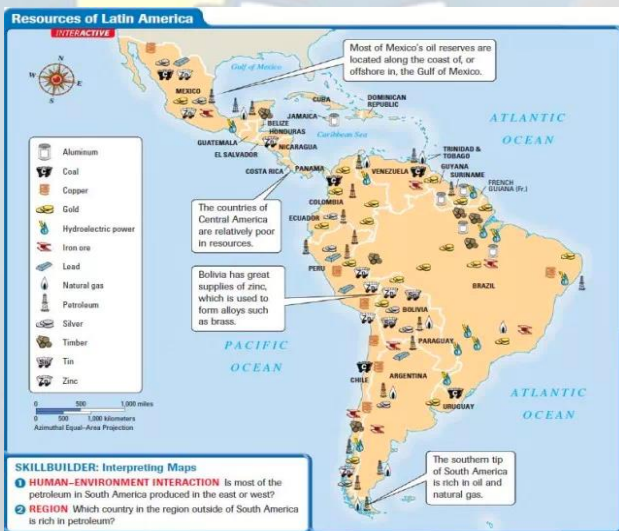 Resources of Latin America
INTERACTIVE
N
W
E
S
Most of Mexico's oil reserves are
located along the coast of, or
offshore in, the Gulf of Mexico.
Gulf of Mexico
MEXICO
CUBA
DOMINICAN
REPUBLIC
JAMAICA
BELIZE
HONDURAS
Caribbean Sea
ATLANTIC
OCEAN
GUATEMALA
EL SALVADOR
NICARAGUA
COSTA RICA
PANAMA
TRINIDAD &
TOBAGO
VENEZUELA
GUYANA
SURINAME
FRENCH
GUIANA (Fr.)
COLOMBIA
ECUADOR
The countries of
Central America
are relatively poor
in resources.
PERU
BRAZIL
Bolivia has great
supplies of zinc,
which is used to
form alloys such
as brass.
BOLIVIA
PARAGUAY
PACIFIC
OCEAN
CHILE
ARGENTINA
URUGUAY
ATLANTIC
OCEAN
The southern tip
of South America
is rich in oil and
natural gas.
Aluminum
Coal
Copper
Gold
Hydroelectric power
Iron ore
Lead
Natural gas
Petroleum
Silver
Timber
Tin
Zinc
0 500 1,000 miles
0 500 1,000 kilometers
Azimuthal Equal-Area Projection
SKILLBUILDER: Interpreting Maps
1 HUMAN–ENVIRONMENT INTERACTION Is most of the
petroleum in South America produced in the east or west?
2 REGION Which country in the region outside of South America
is rich in petroleum?